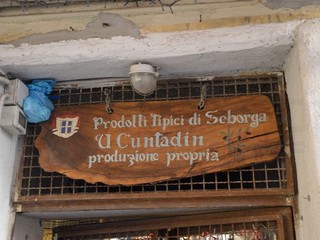 Prodotti Tipici di Seborga
'U Cuntadin
produzione propria